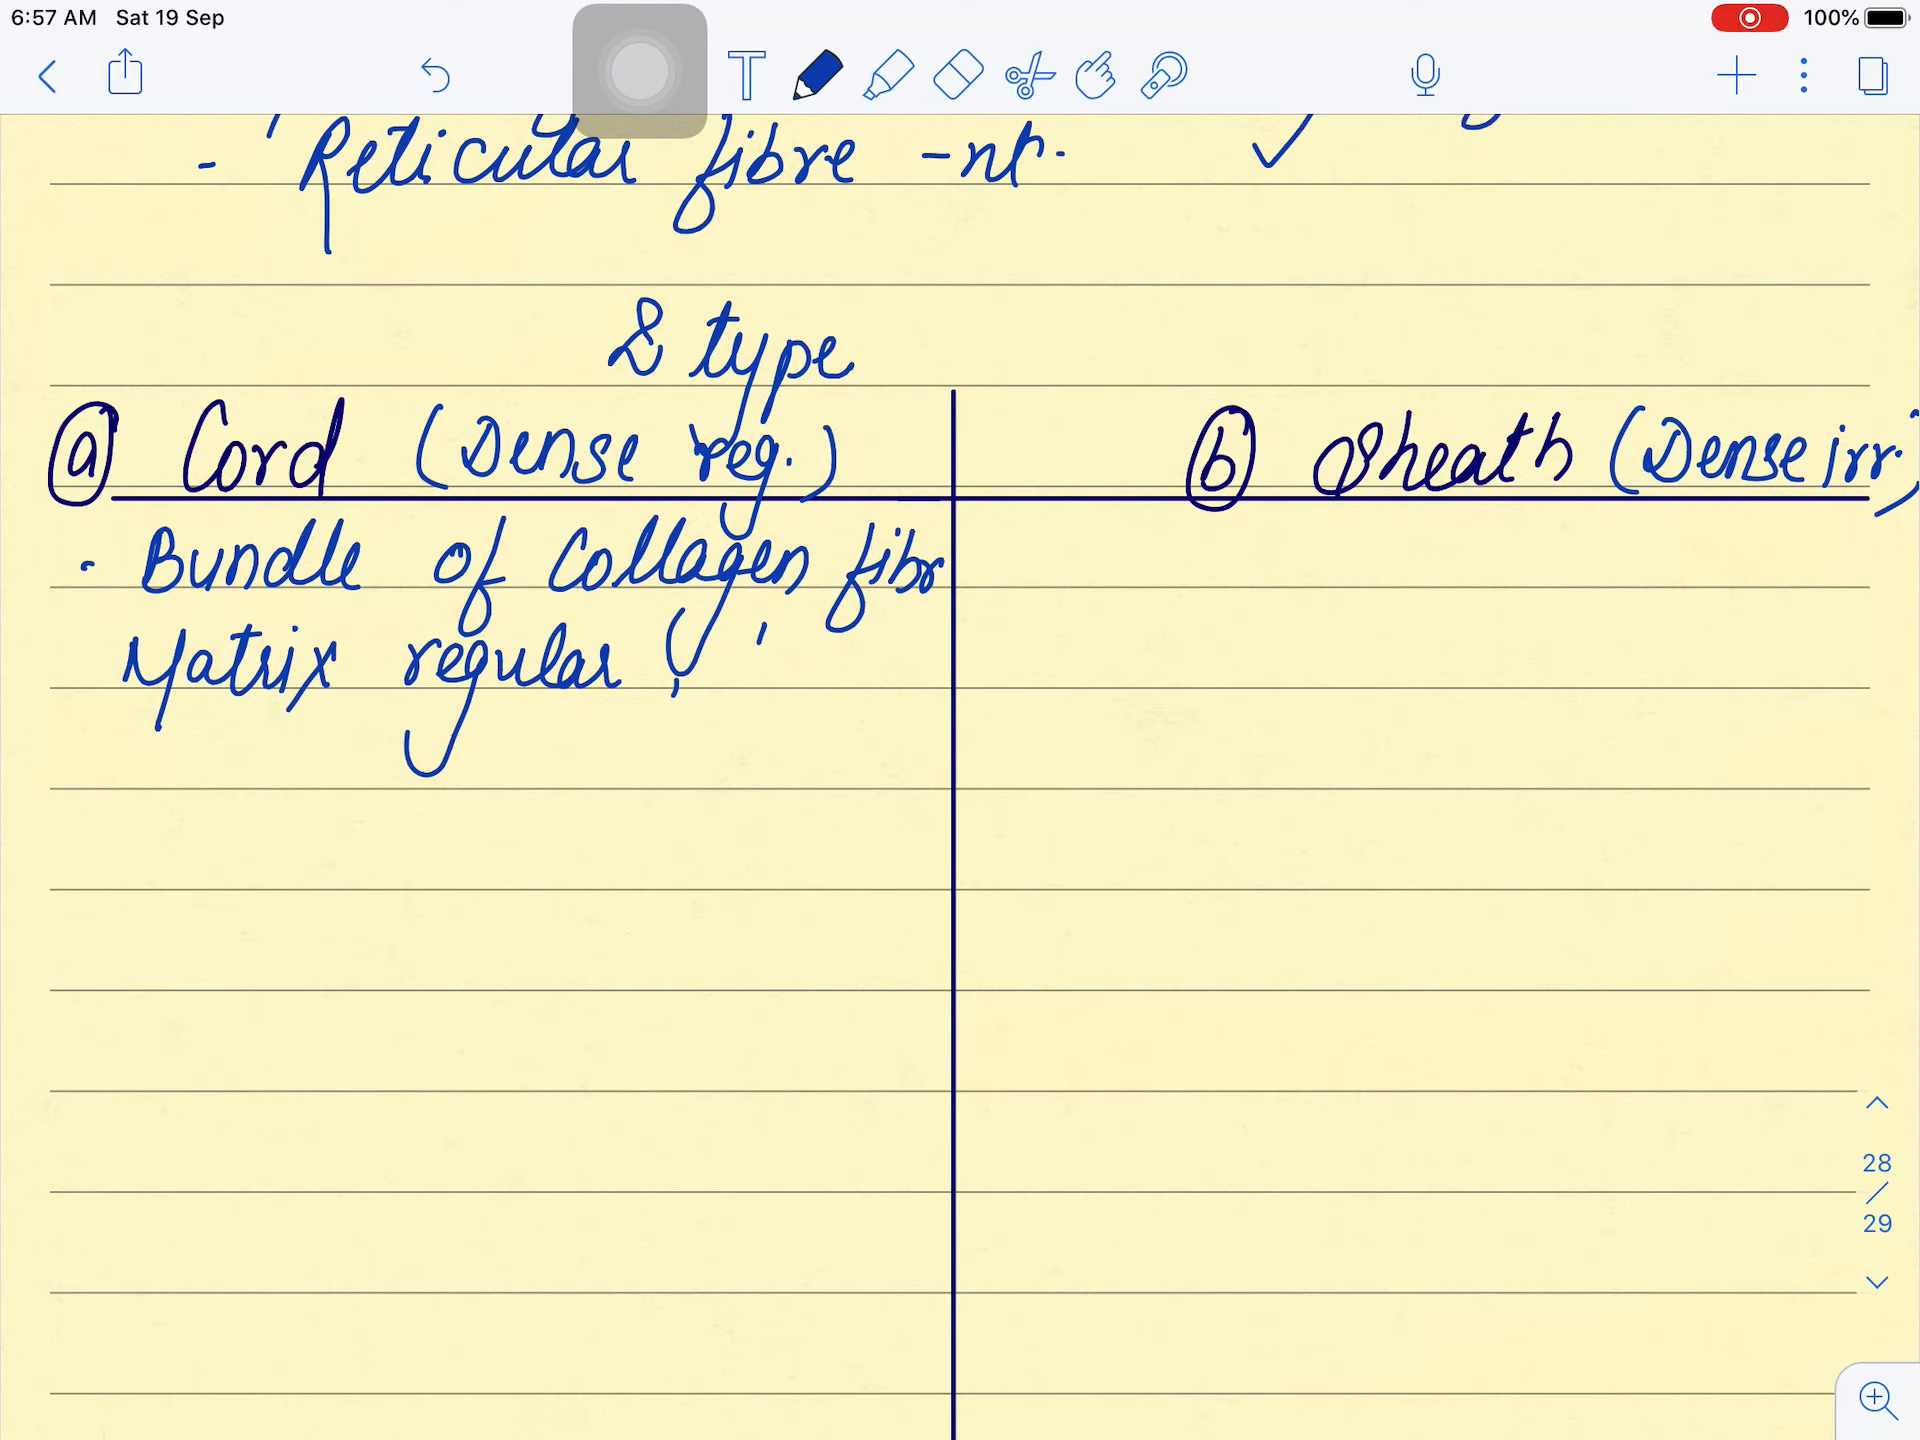 6:57 AM Sat 19 Sep
100%
T
- Reticular fibre -nt.
2 type
(a) Cord (Dense reg.)
(b) Sheath (Dense irr.)
· Bundle of Collagen fibr
Matrix regular
28
/
29